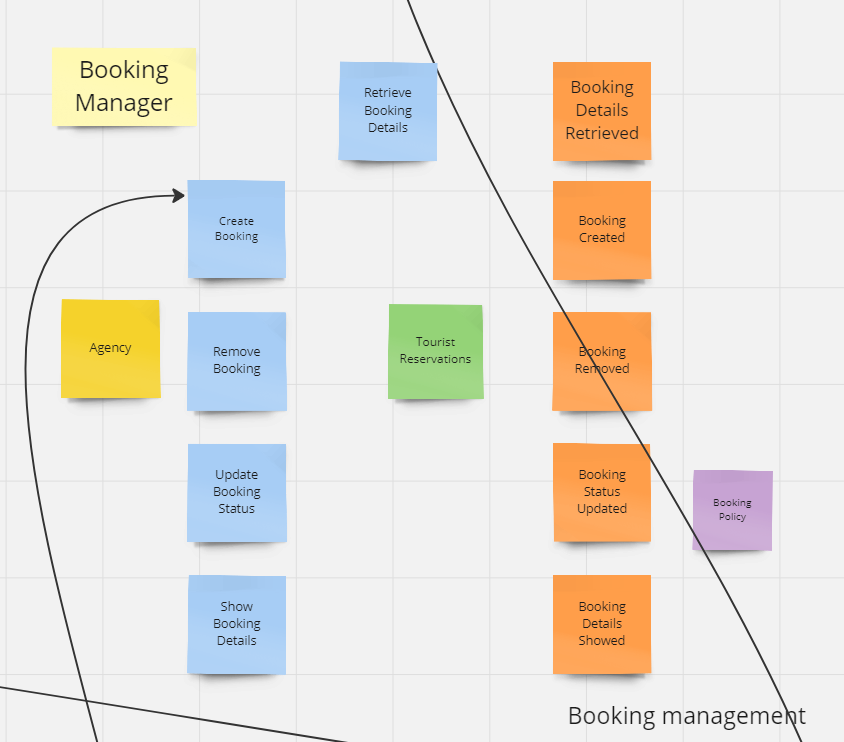 Booking
Manager
Retrieve
Booking
Details
Booking
Details
Retrieved
Create
Booking
Booking
Created
Agency
Remove
Booking
Tourist
Reservations
Booking
Removed
Update
Booking
Status
Booking
Status
Updated
Booking
Policy
Show
Booking
Details
Booking
Details
Showed
Booking management